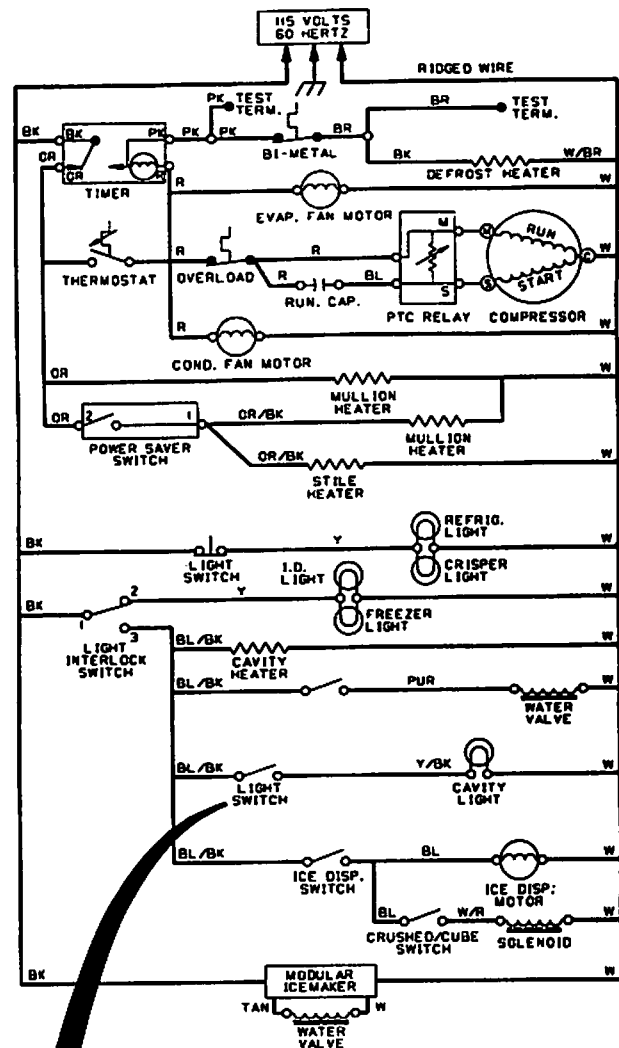 115 VOLTS
60 HERTZ
RIDGED WIRE
PK TEST
TERM.
BR TEST
TERM.
BK BK PK PK PK BR
BI-METAL
BK W/BR
DEFROST HEATER
OR OR R
TIMER
R W
EVAP. FAN MOTOR
THERMOSTAT
R OVERLOAD
R M M RUN C W
R BL S S START
RUN. CAP.
PTC RELAY COMPRESSOR
R W
COND. FAN MOTOR
OR W
MULLION
HEATER
OR 2 1 OR/BK
POWER SAVER
SWITCH
MULLION
HEATER
OR/BK W
STILE
HEATER
BK Y W
LIGHT
SWITCH
REFRIG.
LIGHT
CRISPER
LIGHT
I.D.
LIGHT
BK 1 2 Y W
3
FREEZER
LIGHT
LIGHT
INTERLOCK
SWITCH
BL/BK W
CAVITY
HEATER
BL/BK PUR W
WATER
VALVE
BL/BK Y/BK W
LIGHT
SWITCH
CAVITY
LIGHT
BL/BK BL W
ICE DISP.
SWITCH
ICE DISP.
MOTOR
BL W/R W
CRUSHED/CUBE
SWITCH
SOLENOID
BK W
MODULAR
ICEMAKER
TAN W
WATER
VALVE